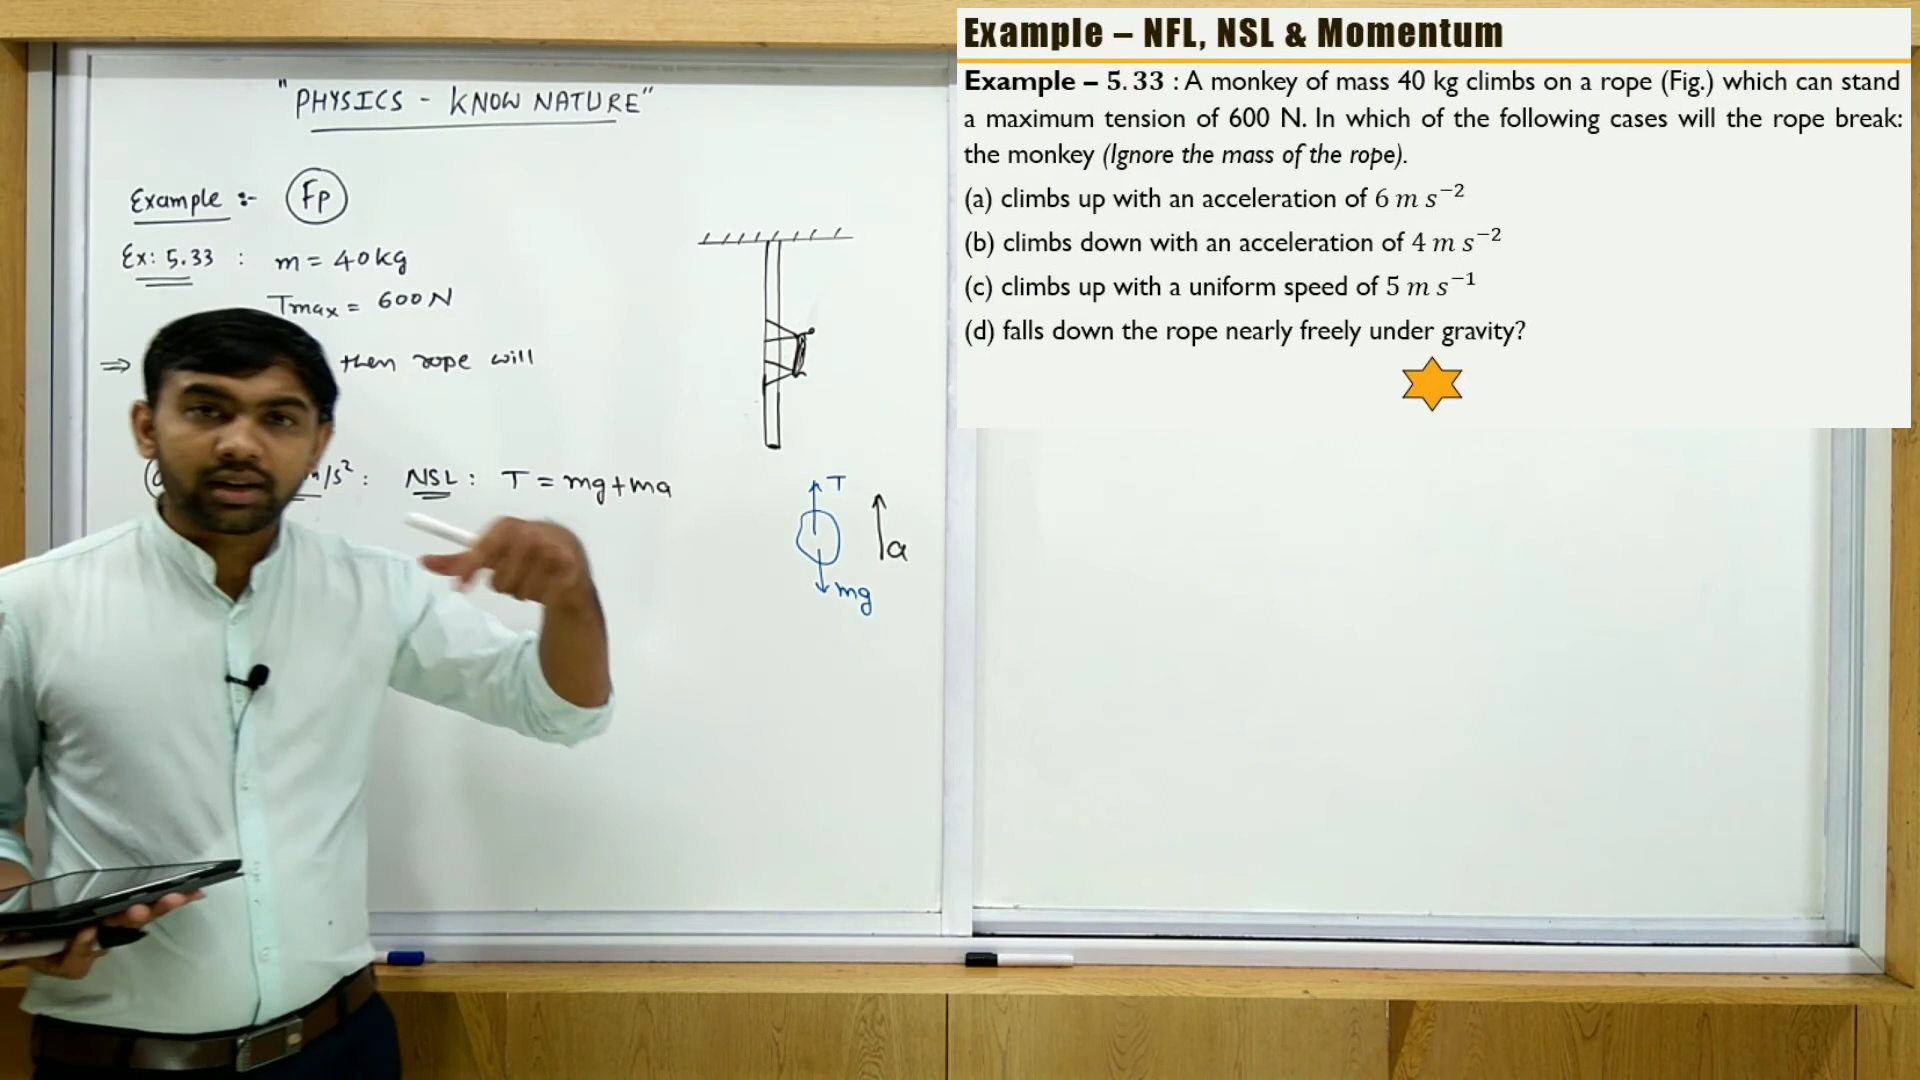 "PHYSICS - KNOW NATURE"
Example :- Fp
Ex: 5.33 : m = 40kg
Tmax = 600N
⇒ then rope will
m/s² : NSL : T = mg+ma
T
a
mg
Example – NFL, NSL & Momentum
Example – 5.33 : A monkey of mass 40 kg climbs on a rope (Fig.) which can stand
a maximum tension of 600 N. In which of the following cases will the rope break:
the monkey (Ignore the mass of the rope).
(a) climbs up with an acceleration of 6 m s⁻²
(b) climbs down with an acceleration of 4 m s⁻²
(c) climbs up with a uniform speed of 5 m s⁻¹
(d) falls down the rope nearly freely under gravity?